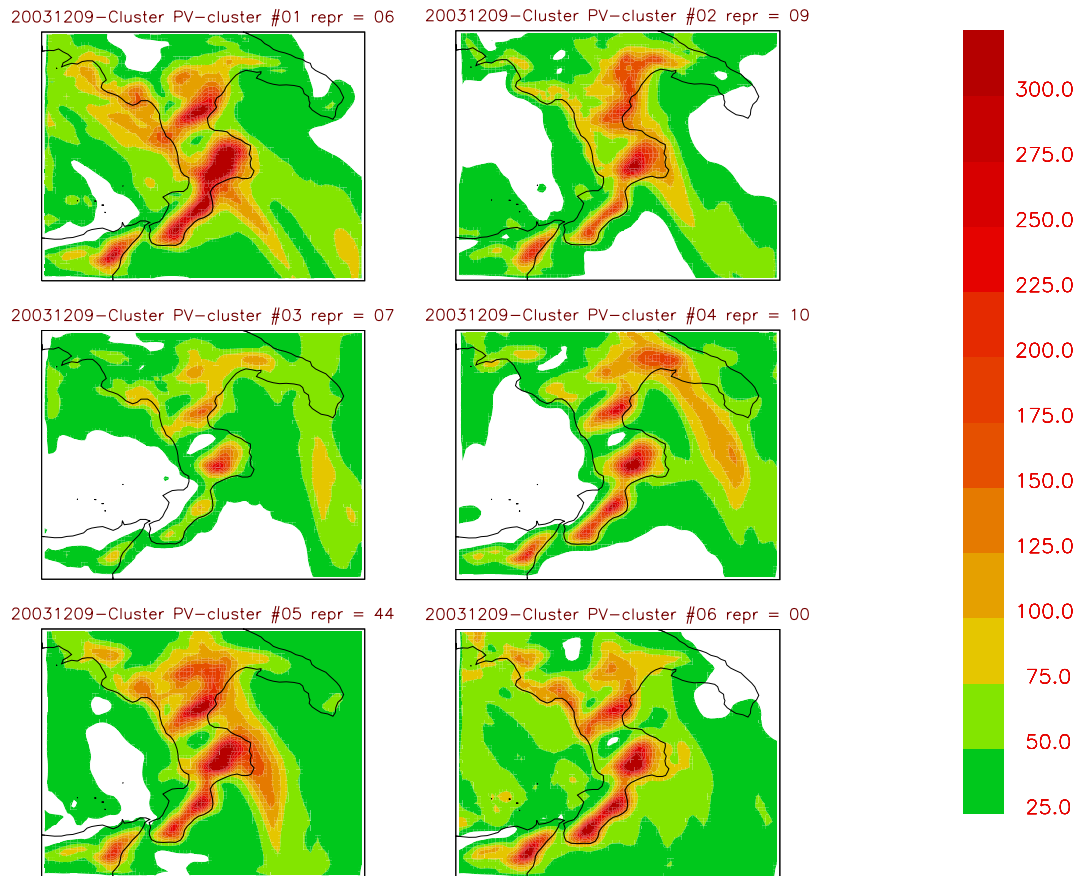 20031209-Cluster PV-cluster #01 repr = 06
20031209-Cluster PV-cluster #02 repr = 09
20031209-Cluster PV-cluster #03 repr = 07
20031209-Cluster PV-cluster #04 repr = 10
20031209-Cluster PV-cluster #05 repr = 44
20031209-Cluster PV-cluster #06 repr = 00
300.0
275.0
250.0
225.0
200.0
175.0
150.0
125.0
100.0
75.0
50.0
25.0